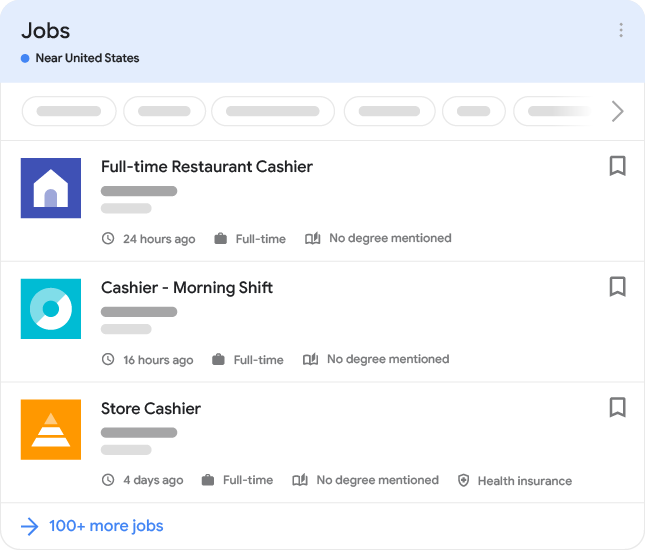 Jobs
Near United States
Full-time Restaurant Cashier
24 hours ago Full-time No degree mentioned
Cashier - Morning Shift
16 hours ago Full-time No degree mentioned
Store Cashier
4 days ago Full-time No degree mentioned Health insurance
100+ more jobs